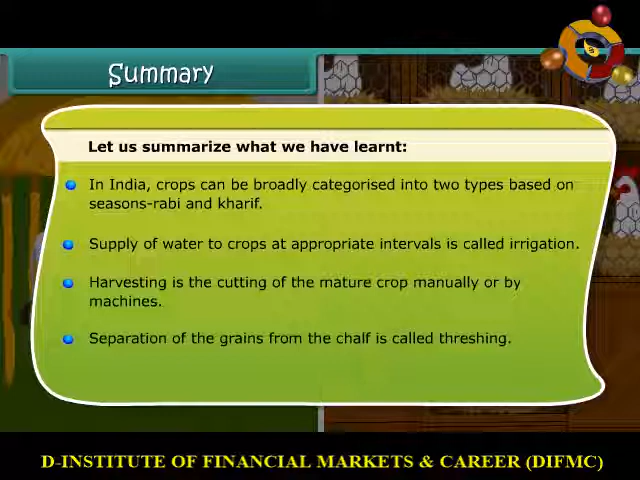 Summary
Let us summarize what we have learnt:
In India, crops can be broadly categorised into two types based on
seasons-rabi and kharif.
Supply of water to crops at appropriate intervals is called irrigation.
Harvesting is the cutting of the mature crop manually or by
machines.
Separation of the grains from the chalf is called threshing.
D-INSTITUTE OF FINANCIAL MARKETS & CAREER (DIFMC)